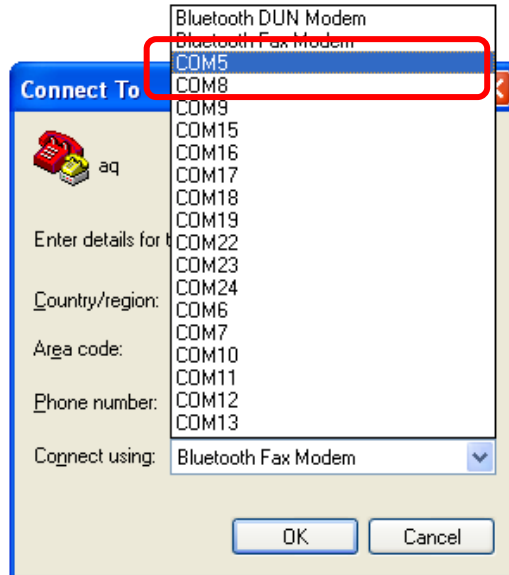 Bluetooth DUN Modem
Bluetooth Fax Modem
COM5
COM8
COM9
COM15
COM16
COM17
COM18
COM19
COM22
COM23
COM24
COM6
COM7
COM10
COM11
COM12
COM13
Connect To
aq
Enter details for
Country/region:
Area code:
Phone number:
Connect using:
Bluetooth Fax Modem
OK
Cancel